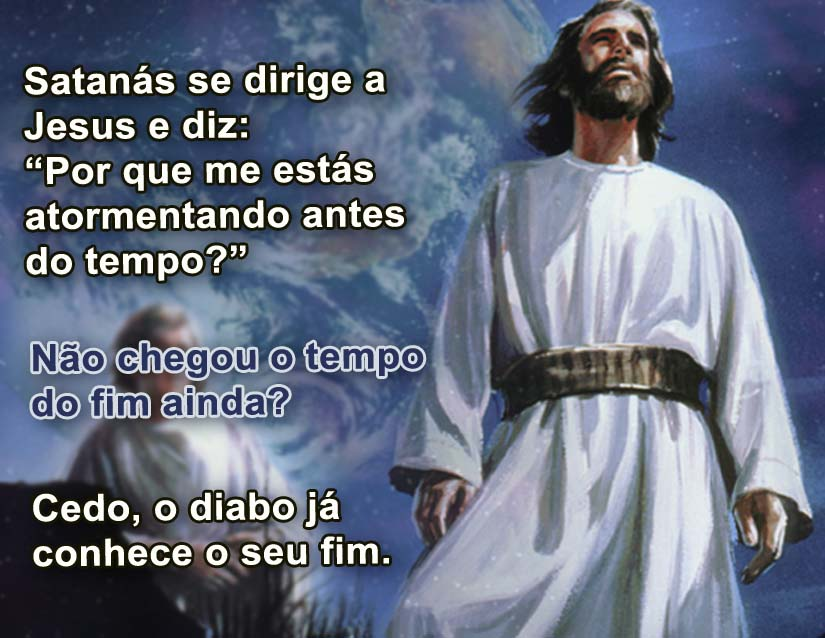 Satanás se dirige a
Jesus e diz:
“Por que me estás
atormentando antes
do tempo?”
Não chegou o tempo
do fim ainda?
Cedo, o diabo já
conhece o seu fim.